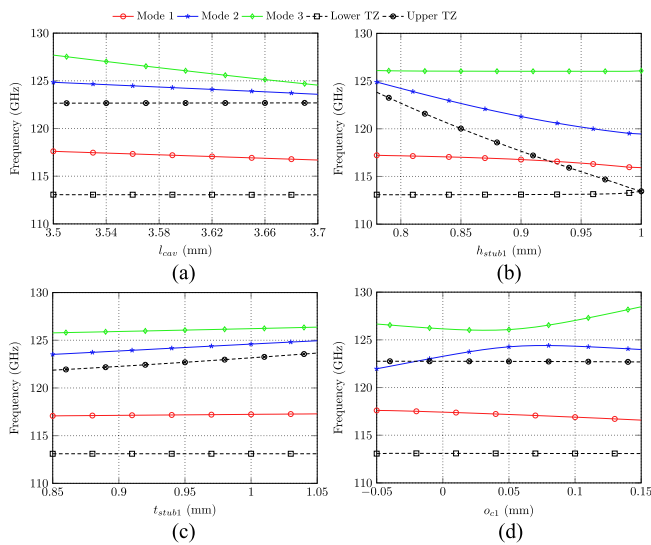 Mode 1 Mode 2 Mode 3 Lower TZ Upper TZ
130
125
120
115
110
Frequency (GHz)
3.5 3.54 3.58 3.62 3.66 3.7
l_cav (mm)
(a)
130
125
120
115
110
Frequency (GHz)
0.8 0.85 0.9 0.95 1
h_stub1 (mm)
(b)
130
125
120
115
110
Frequency (GHz)
0.85 0.9 0.95 1 1.05
t_stub1 (mm)
(c)
130
125
120
115
110
Frequency (GHz)
−0.05 0 0.05 0.1 0.15
o_c1 (mm)
(d)